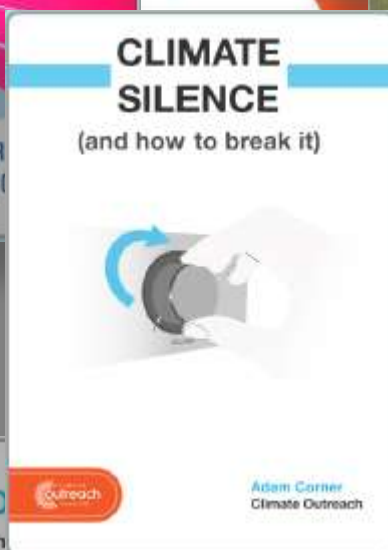 CLIMATE
SILENCE
(and how to break it)
outreach
Adam Corner
Climate Outreach